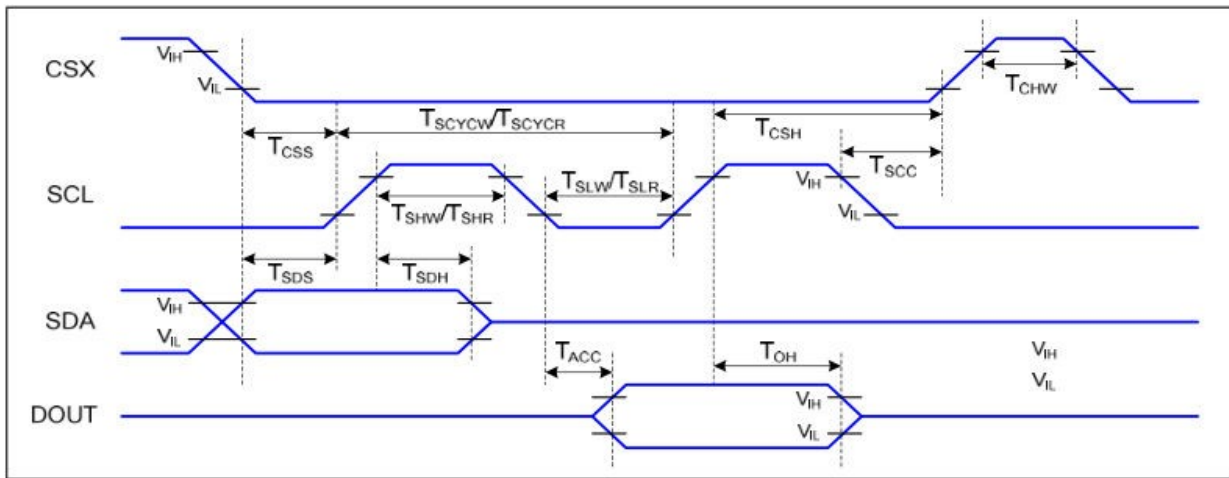 CSX
VIH
VIL
TCHW
TSCYCW/TSCYCR
TCSS
TCSH
TSCC
SCL
TSLW/TSLR
VIH
TSHW/TSHR
VIL
TSDS
TSDH
SDA
VIH
VIL
TACC
TOH
VIH
VIL
DOUT
VIH
VIL